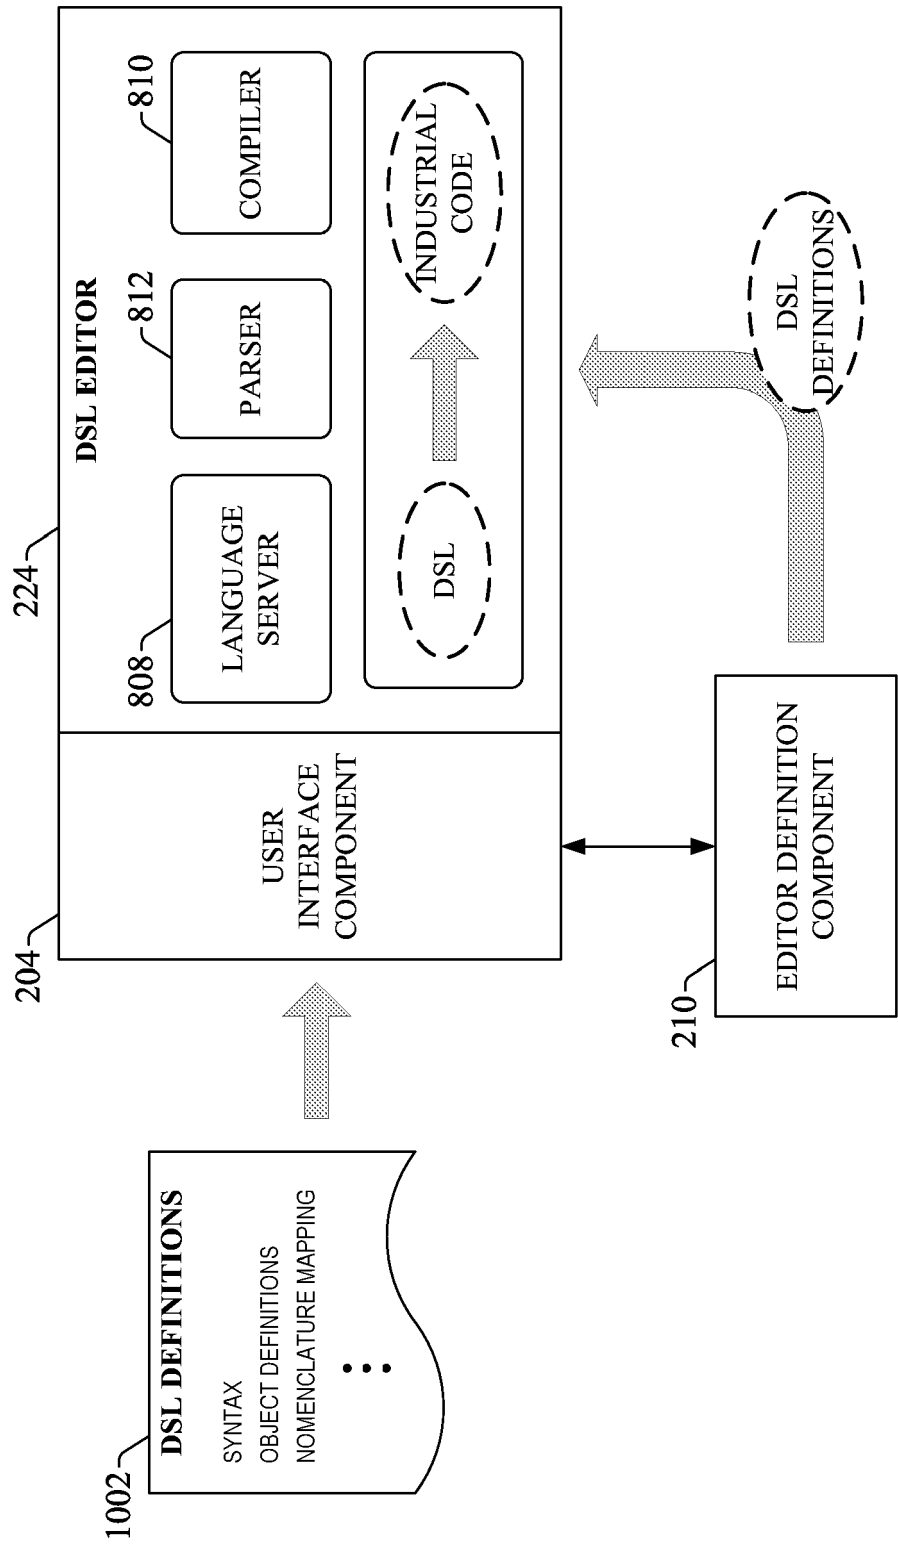 1002
DSL DEFINITIONS
SYNTAX
OBJECT DEFINITIONS
NOMENCLATURE MAPPING
204
USER
INTERFACE
COMPONENT
224
DSL EDITOR
808
LANGUAGE
SERVER
812
PARSER
810
COMPILER
DSL
INDUSTRIAL
CODE
210
EDITOR DEFINITION
COMPONENT
DSL
DEFINITIONS